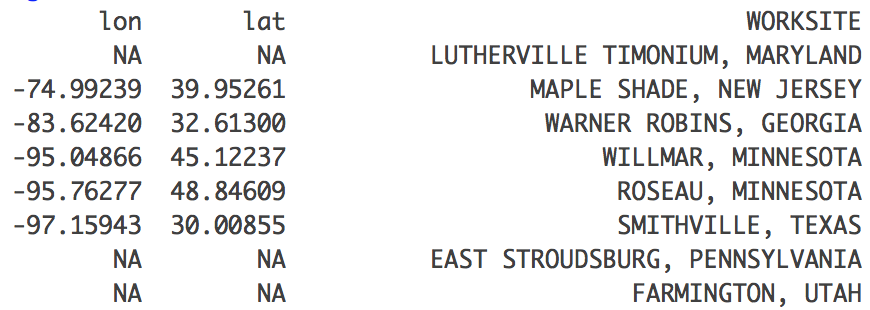 lon lat WORKSITE
NA NA LUTHERVILLE TIMONIUM, MARYLAND
-74.99239 39.95261 MAPLE SHADE, NEW JERSEY
-83.62420 32.61300 WARNER ROBINS, GEORGIA
-95.04866 45.12237 WILLMAR, MINNESOTA
-95.76277 48.84609 ROSEAU, MINNESOTA
-97.15943 30.00855 SMITHVILLE, TEXAS
NA NA EAST STROUDSBURG, PENNSYLVANIA
NA NA FARMINGTON, UTAH